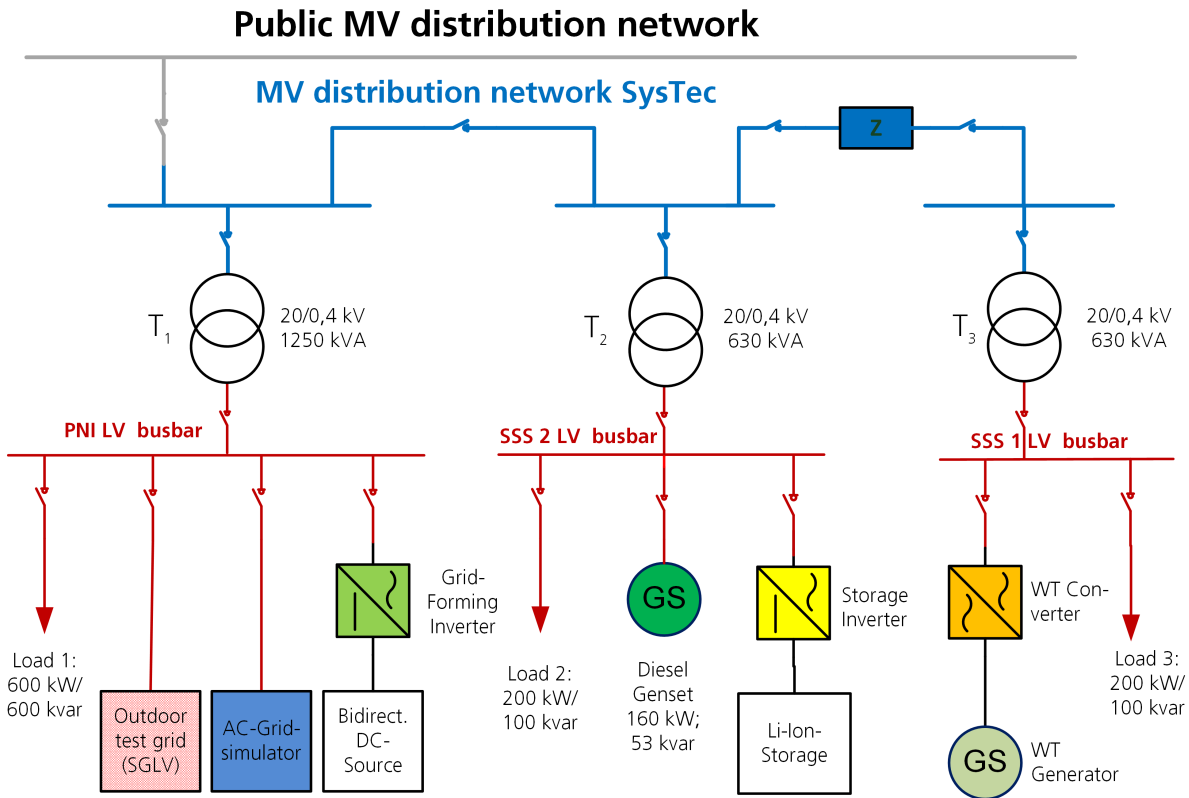 Public MV distribution network
MV distribution network SysTec
Z
T1
20/0,4 kV
1250 kVA
T2
20/0,4 kV
630 kVA
T3
20/0,4 kV
630 kVA
PNI LV busbar
SSS 2 LV busbar
SSS 1 LV busbar
Load 1:
600 kW/
600 kvar
Outdoor
test grid
(SGLV)
AC-Grid-
simulator
Grid-
Forming
Inverter
Bidirect.
DC-
Source
Load 2:
200 kW/
100 kvar
GS
Diesel
Genset
160 kW;
53 kvar
Storage
Inverter
Li-Ion-
Storage
WT Con-
verter
GS
WT
Generator
Load 3:
200 kW/
100 kvar